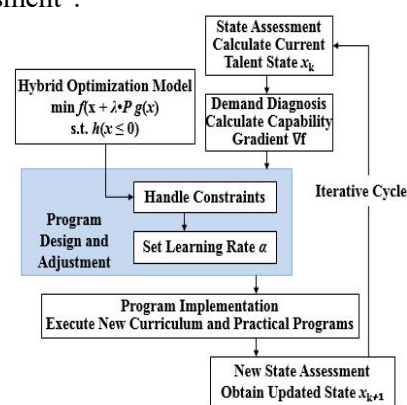 sment".
State Assessment
Calculate Current
Talent State xₖ
Hybrid Optimization Model
min f(x + λ•P g(x)
s.t. h(x ≤ 0)
Demand Diagnosis
Calculate Capability
Gradient ∇f
Handle Constraints
Iterative Cycle
Program
Design and
Adjustment
Set Learning Rate α
Program Implementation
Execute New Curriculum and Practical Programs
New State Assessment
Obtain Updated State xₖ₊₁